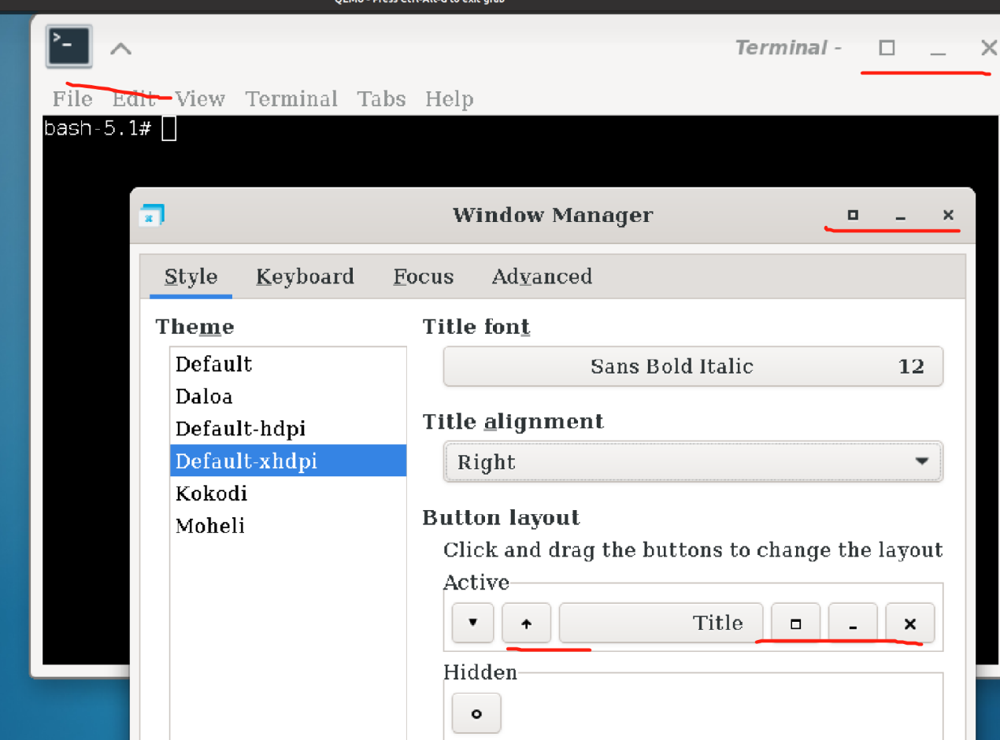 QEMU - Press Ctrl-Alt-G to exit grab
Terminal -
File Edit View Terminal Tabs Help
bash-5.1#
Window Manager
Style Keyboard Focus Advanced
Theme
Title font
Default
Sans Bold Italic 12
Daloa
Title alignment
Default-hdpi
Default-xhdpi
Right
Kokodi
Button layout
Moheli
Click and drag the buttons to change the layout
Active
Title
Hidden